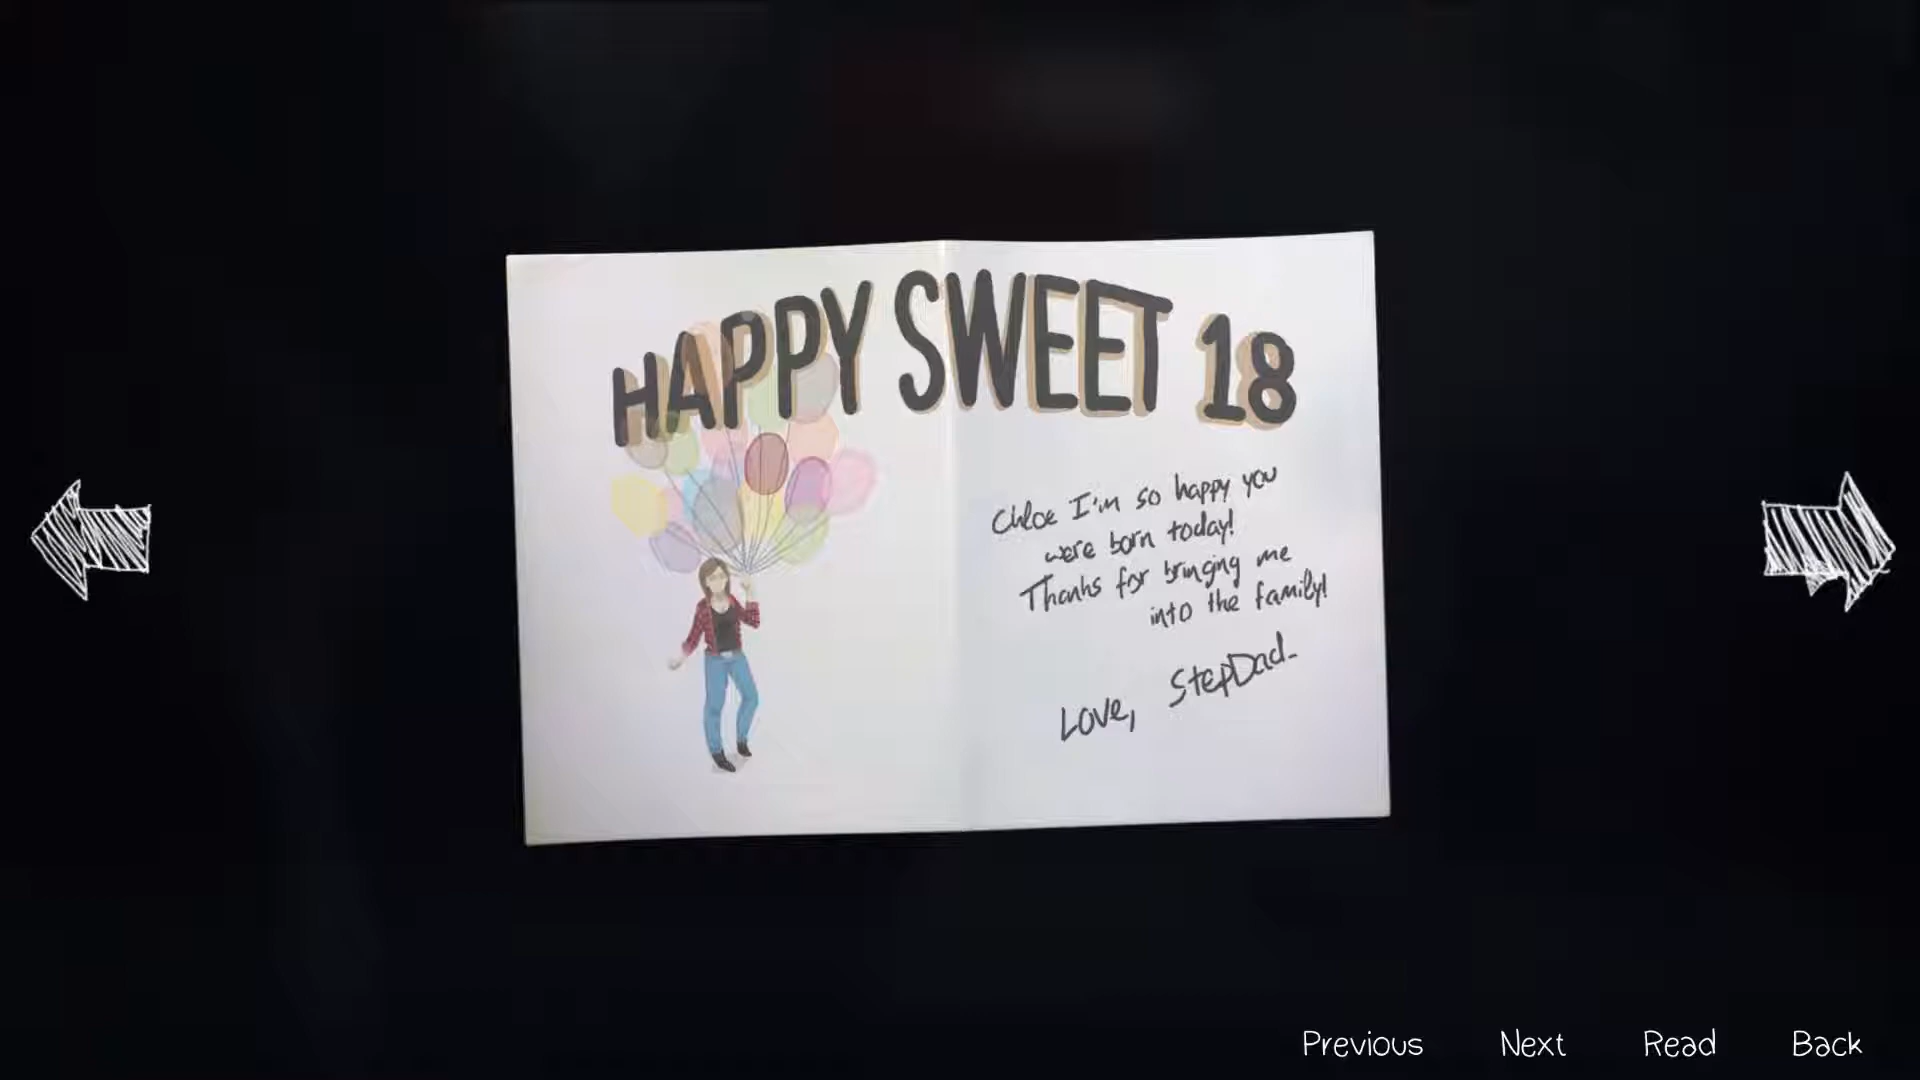 HAPPY SWEET 18
Chloe I'm so happy you
were born today!
Thanks for bringing me
into the family!
Love, StepDad-
Previous Next Read Back